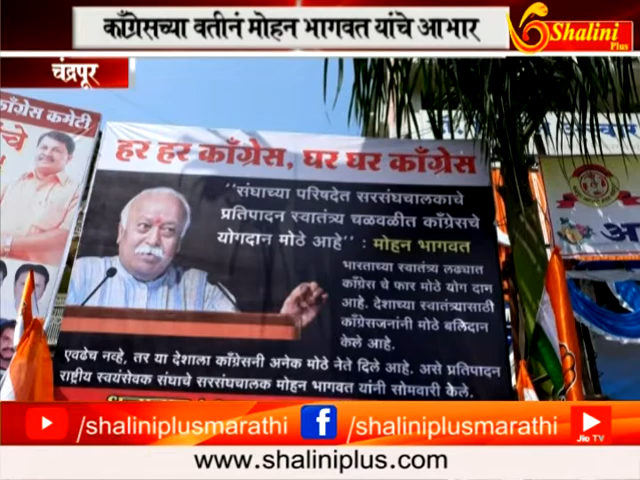 काँग्रेसच्या वतीनं मोहन भागवत यांचे आभार
Shalini
Plus
चंद्रपूर
काँग्रेस कमेटी
हर हर काँग्रेस, घर घर काँग्रेस
"संघाच्या परिषदेत सरसंघचालकाचे
प्रतिपादन स्वातंत्र्य चळवळीत काँग्रेसचे
योगदान मोठे आहे" : मोहन भागवत
भारताच्या स्वातंत्र्य लढ्यात
काँग्रेस चे फार मोठे योग दान
आहे. देशाच्या स्वातंत्र्यासाठी
काँग्रेसजनांनी मोठे बलिदान
केले आहे.
एवढेच नव्हे, तर या देशाला काँग्रेसनी अनेक मोठे नेते दिले आहे. असे प्रतिपादन
राष्ट्रीय स्वयंसेवक संघाचे सरसंघचालक मोहन भागवत यांनी सोमवारी केले.
/shaliniplusmarathi
/shaliniplusmarathi
Jio TV
www.shaliniplus.com